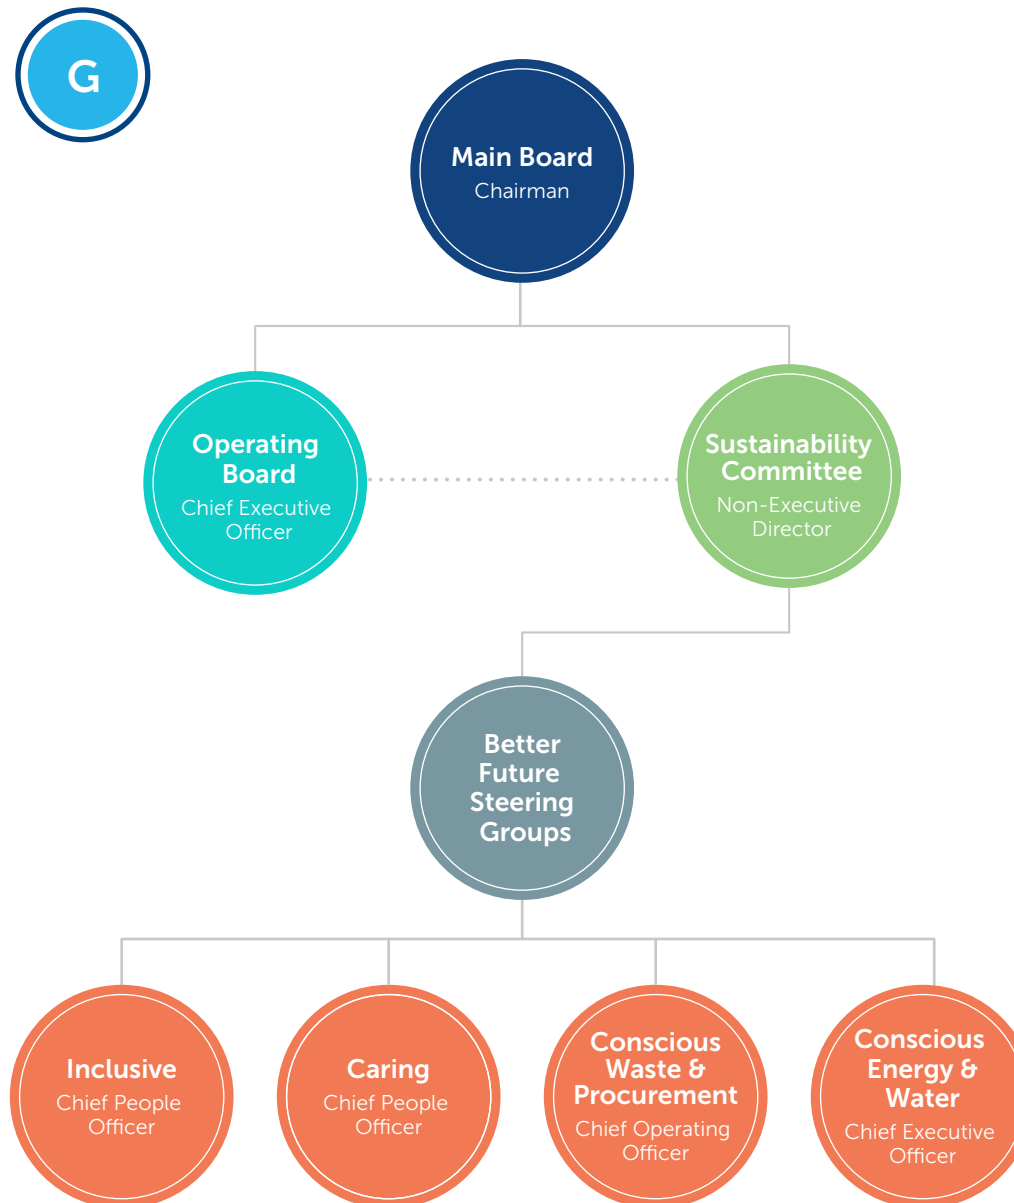 G
Main Board
Chairman
Operating
Board
Chief Executive
Officer
Sustainability
Committee
Non-Executive
Director
Better
Future
Steering
Groups
Inclusive
Chief People
Officer
Caring
Chief People
Officer
Conscious
Waste &
Procurement
Chief Operating
Officer
Conscious
Energy &
Water
Chief Executive
Officer